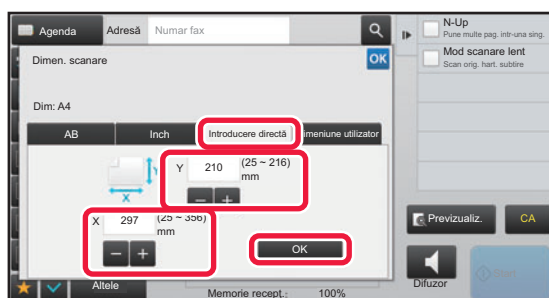 Agenda Adresă Numar fax
N-Up
Pune multe pag. intr-una sing.
Mod scanare lent
Scan orig. hart. subtire
Dimen. scanare OK
Dim: A4
AB Inch Introducere directă utilizator
Y 210 (25 ~ 216)
mm
X Y
X 297 (25 ~ 356)
mm
OK
Previzualiz. CA
Altele Memorie recept.: 100%
Difuzor Start